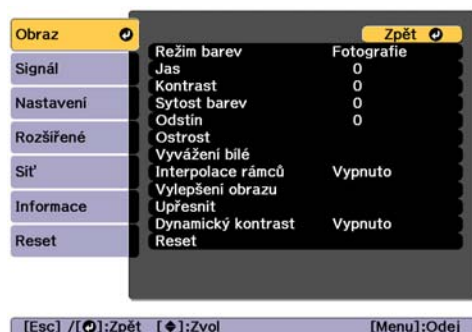 Obraz
Signál
Nastavení
Rozšířené
Síť
Informace
Reset
Zpět
Režim barev Fotografie
Jas 0
Kontrast 0
Sytost barev 0
Odstín 0
Ostrost
Vyvážení bílé
Interpolace rámců Vypnuto
Vylepšení obrazu
Upřesnit
Dynamický kontrast Vypnuto
Reset
[Esc] /[⏎]:Zpět [◆]:Zvol [Menu]:Odej